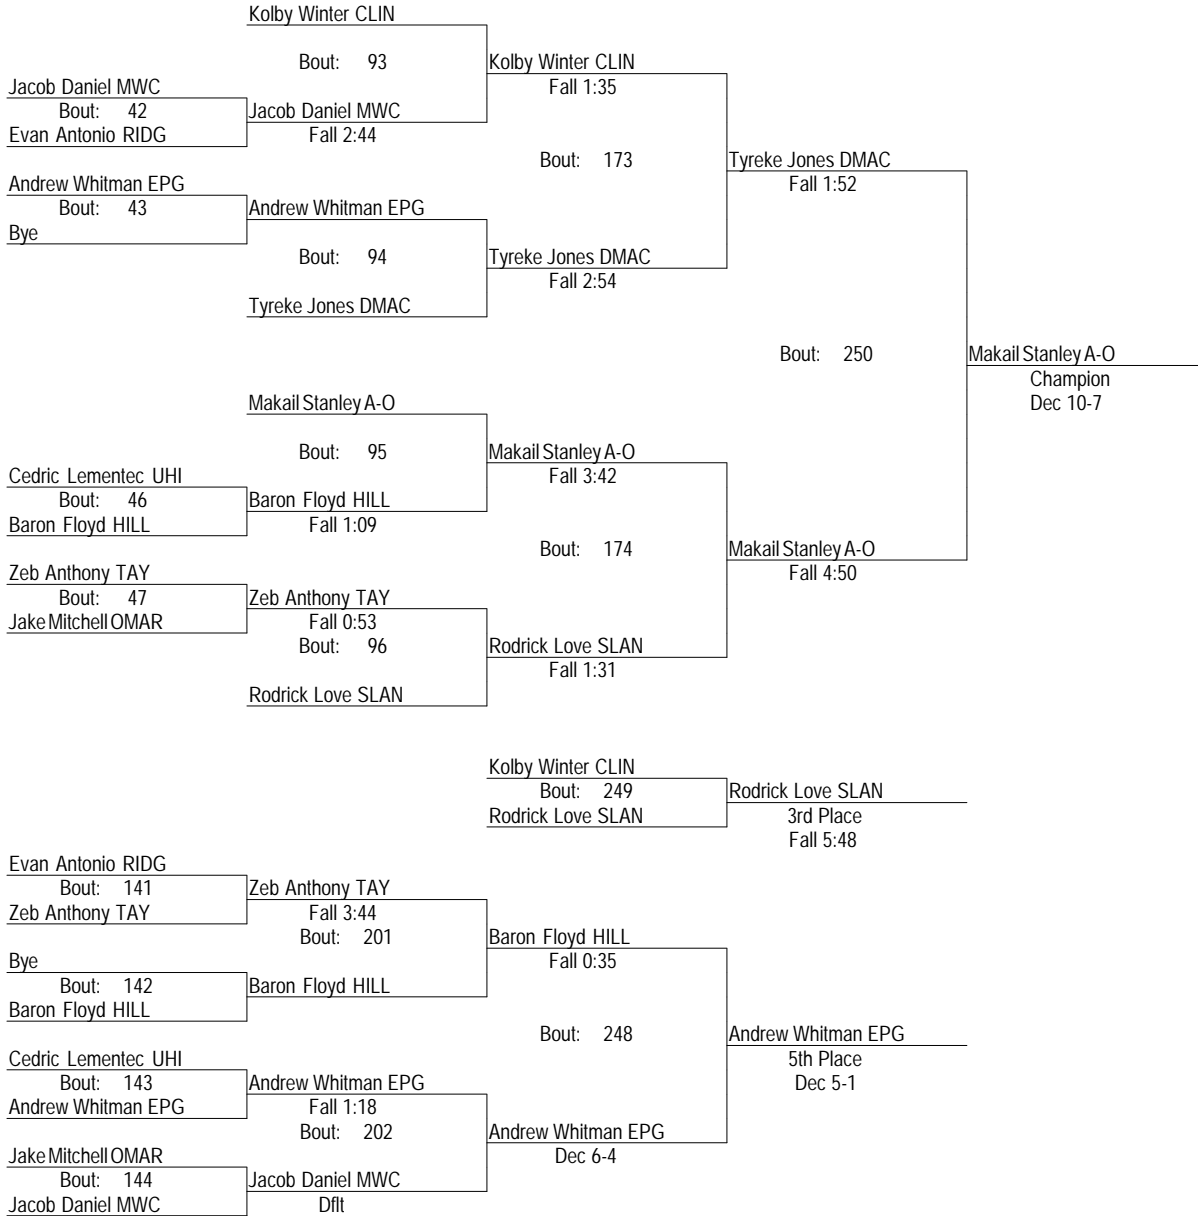 Kolby Winter CLIN
Bout: 93
Kolby Winter CLIN
Fall 1:35
Jacob Daniel MWC
Bout: 42
Evan Antonio RIDG
Jacob Daniel MWC
Fall 2:44
Bout: 173
Tyreke Jones DMAC
Fall 1:52
Andrew Whitman EPG
Bout: 43
Bye
Andrew Whitman EPG
Bout: 94
Tyreke Jones DMAC
Fall 2:54
Tyreke Jones DMAC
Bout: 250
Makail Stanley A-O
Champion
Dec 10-7
Makail Stanley A-O
Bout: 95
Makail Stanley A-O
Fall 3:42
Cedric Lementec UHI
Bout: 46
Baron Floyd HILL
Baron Floyd HILL
Fall 1:09
Bout: 174
Makail Stanley A-O
Fall 4:50
Zeb Anthony TAY
Bout: 47
Jake Mitchell OMAR
Zeb Anthony TAY
Fall 0:53
Bout: 96
Rodrick Love SLAN
Fall 1:31
Rodrick Love SLAN
Kolby Winter CLIN
Bout: 249
Rodrick Love SLAN
Rodrick Love SLAN
3rd Place
Fall 5:48
Evan Antonio RIDG
Bout: 141
Zeb Anthony TAY
Zeb Anthony TAY
Fall 3:44
Bout: 201
Baron Floyd HILL
Fall 0:35
Bye
Bout: 142
Baron Floyd HILL
Baron Floyd HILL
Bout: 248
Andrew Whitman EPG
5th Place
Dec 5-1
Cedric Lementec UHI
Bout: 143
Andrew Whitman EPG
Andrew Whitman EPG
Fall 1:18
Bout: 202
Andrew Whitman EPG
Dec 6-4
Jake Mitchell OMAR
Bout: 144
Jacob Daniel MWC
Jacob Daniel MWC
Dflt